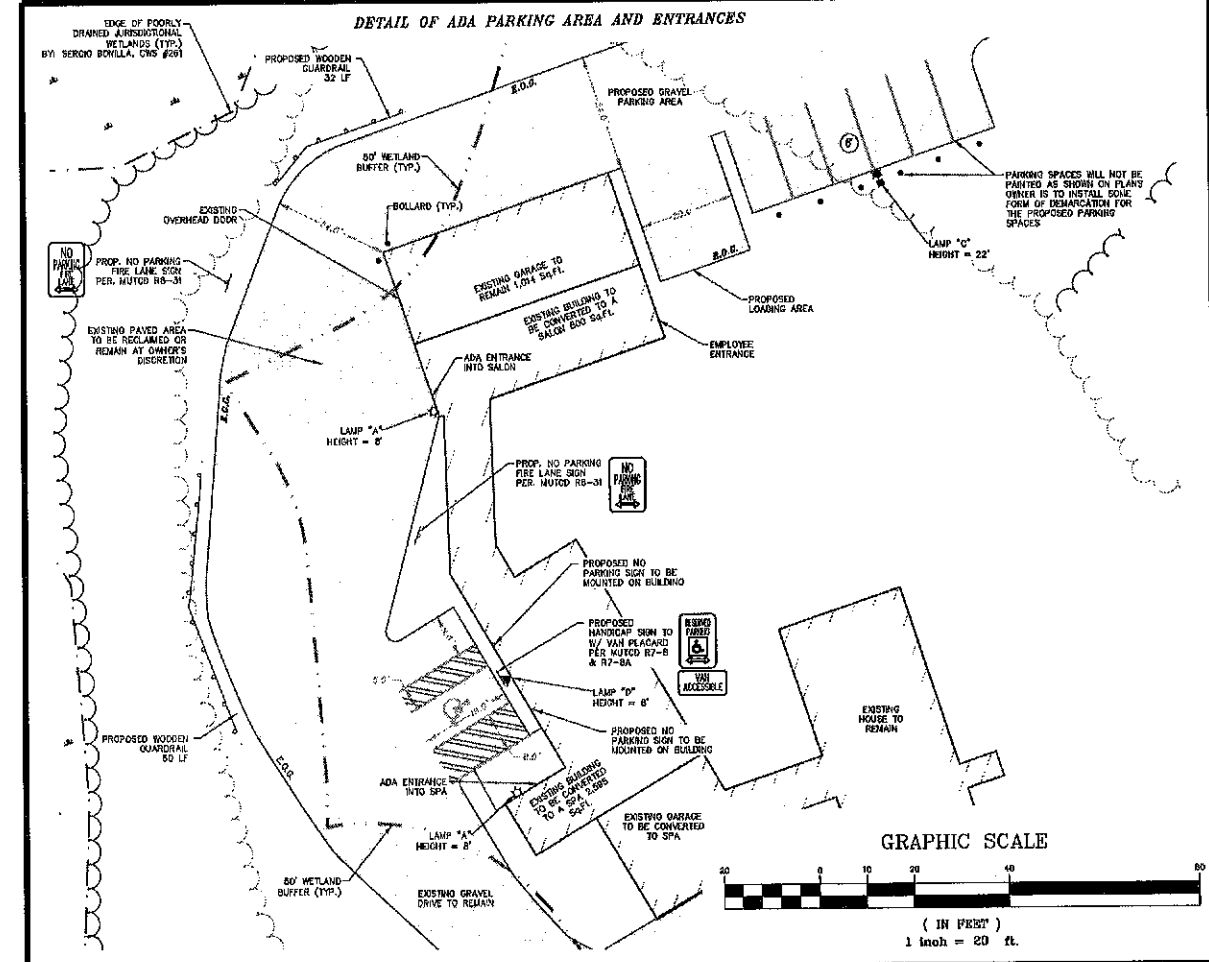 DETAIL OF ADA PARKING AREA AND ENTRANCES
EDGE OF POORLY
DRAINED JURISDICTIONAL
WETLANDS (TYP.)
BY: SERGIO BONILLA, CWS #261
PROPOSED WOODEN
GUARDRAIL
32 LF
E.O.G.
PROPOSED GRAVEL
PARKING AREA
6
50' WETLAND
BUFFER (TYP.)
PARKING SPACES WILL NOT BE
PAINTED AS SHOWN ON PLANS
OWNER IS TO INSTALL SOME
FORM OF DEMARCATION FOR
THE PROPOSED PARKING
SPACES
EXISTING
OVERHEAD DOOR
BOLLARD (TYP.)
24.0'
LAMP "C"
HEIGHT = 22'
NO
PARKING
FIRE
LANE
PROP. NO PARKING
FIRE LANE SIGN
PER. MUTCD R8-31
E.O.G.
EXISTING GARAGE TO
REMAIN 1,014 Sq.Ft.
PROPOSED
LOADING AREA
EXISTING BUILDING TO
BE CONVERTED TO A
SALON 800 Sq.Ft.
EXISTING PAVED AREA
TO BE RECLAIMED OR
REMAIN AT OWNER'S
DISCRETION
EMPLOYEE
ENTRANCE
ADA ENTRANCE
INTO SALON
E.O.G.
LAMP "A"
HEIGHT = 8'
PROP. NO PARKING
FIRE LANE SIGN
PER. MUTCD R8-31
NO
PARKING
FIRE
LANE
PROPOSED NO
PARKING SIGN TO BE
MOUNTED ON BUILDING
PROPOSED
HANDICAP SIGN TO
W/ VAN PLACARD
PER MUTCD R7-8
& R7-8A
RESERVED
PARKING
VAN
ACCESSIBLE
LAMP "D"
HEIGHT = 8'
PROPOSED NO
PARKING SIGN TO BE
MOUNTED ON BUILDING
EXISTING
HOUSE TO
REMAIN
PROPOSED WOODEN
GUARDRAIL
50 LF
E.O.G.
8.0'
ADA ENTRANCE
INTO SPA
EXISTING BUILDING
TO BE CONVERTED
TO A SPA 2,595
Sq.Ft.
EXISTING GARAGE
TO BE CONVERTED
TO SPA
LAMP "A"
HEIGHT = 8'
50' WETLAND
BUFFER (TYP.)
EXISTING GRAVEL
DRIVE TO REMAIN
GRAPHIC SCALE
20 0 10 20 40 80
( IN FEET )
1 inch = 20 ft.